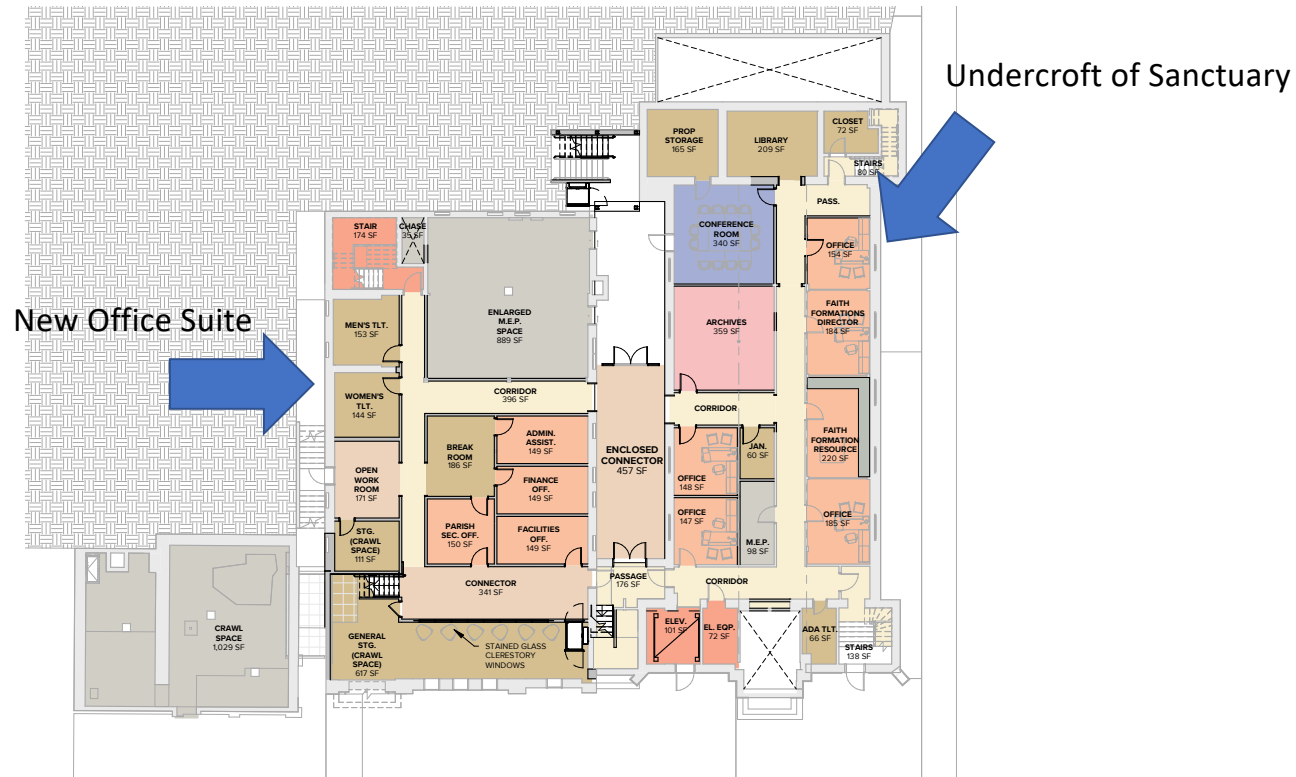 Undercroft of Sanctuary
New Office Suite
PROP
STORAGE
165 SF
LIBRARY
209 SF
CLOSET
72 SF
STAIRS
80 SF
PASS.
CONFERENCE
ROOM
340 SF
OFFICE
154 SF
STAIR
174 SF
CHASE
35 SF
ENLARGED
M.E.P.
SPACE
889 SF
MEN'S TLT.
153 SF
ARCHIVES
359 SF
FAITH
FORMATIONS
DIRECTOR
184 SF
WOMEN'S
TLT.
144 SF
CORRIDOR
396 SF
CORRIDOR
BREAK
ROOM
186 SF
ADMIN.
ASSIST.
149 SF
ENCLOSED
CONNECTOR
457 SF
JAN.
60 SF
FAITH
FORMATION
RESOURCE
220 SF
OPEN
WORK
ROOM
171 SF
FINANCE
OFF.
149 SF
OFFICE
148 SF
STG.
(CRAWL
SPACE)
111 SF
PARISH
SEC. OFF.
150 SF
FACILITIES
OFF.
149 SF
OFFICE
147 SF
M.E.P.
98 SF
OFFICE
185 SF
CONNECTOR
341 SF
PASSAGE
176 SF
CORRIDOR
CRAWL
SPACE
1,029 SF
GENERAL
STG.
(CRAWL
SPACE)
617 SF
STAINED GLASS
CLERESTORY
WINDOWS
ELEV.
101 SF
EL. EQP.
72 SF
ADA TLT.
66 SF
STAIRS
138 SF